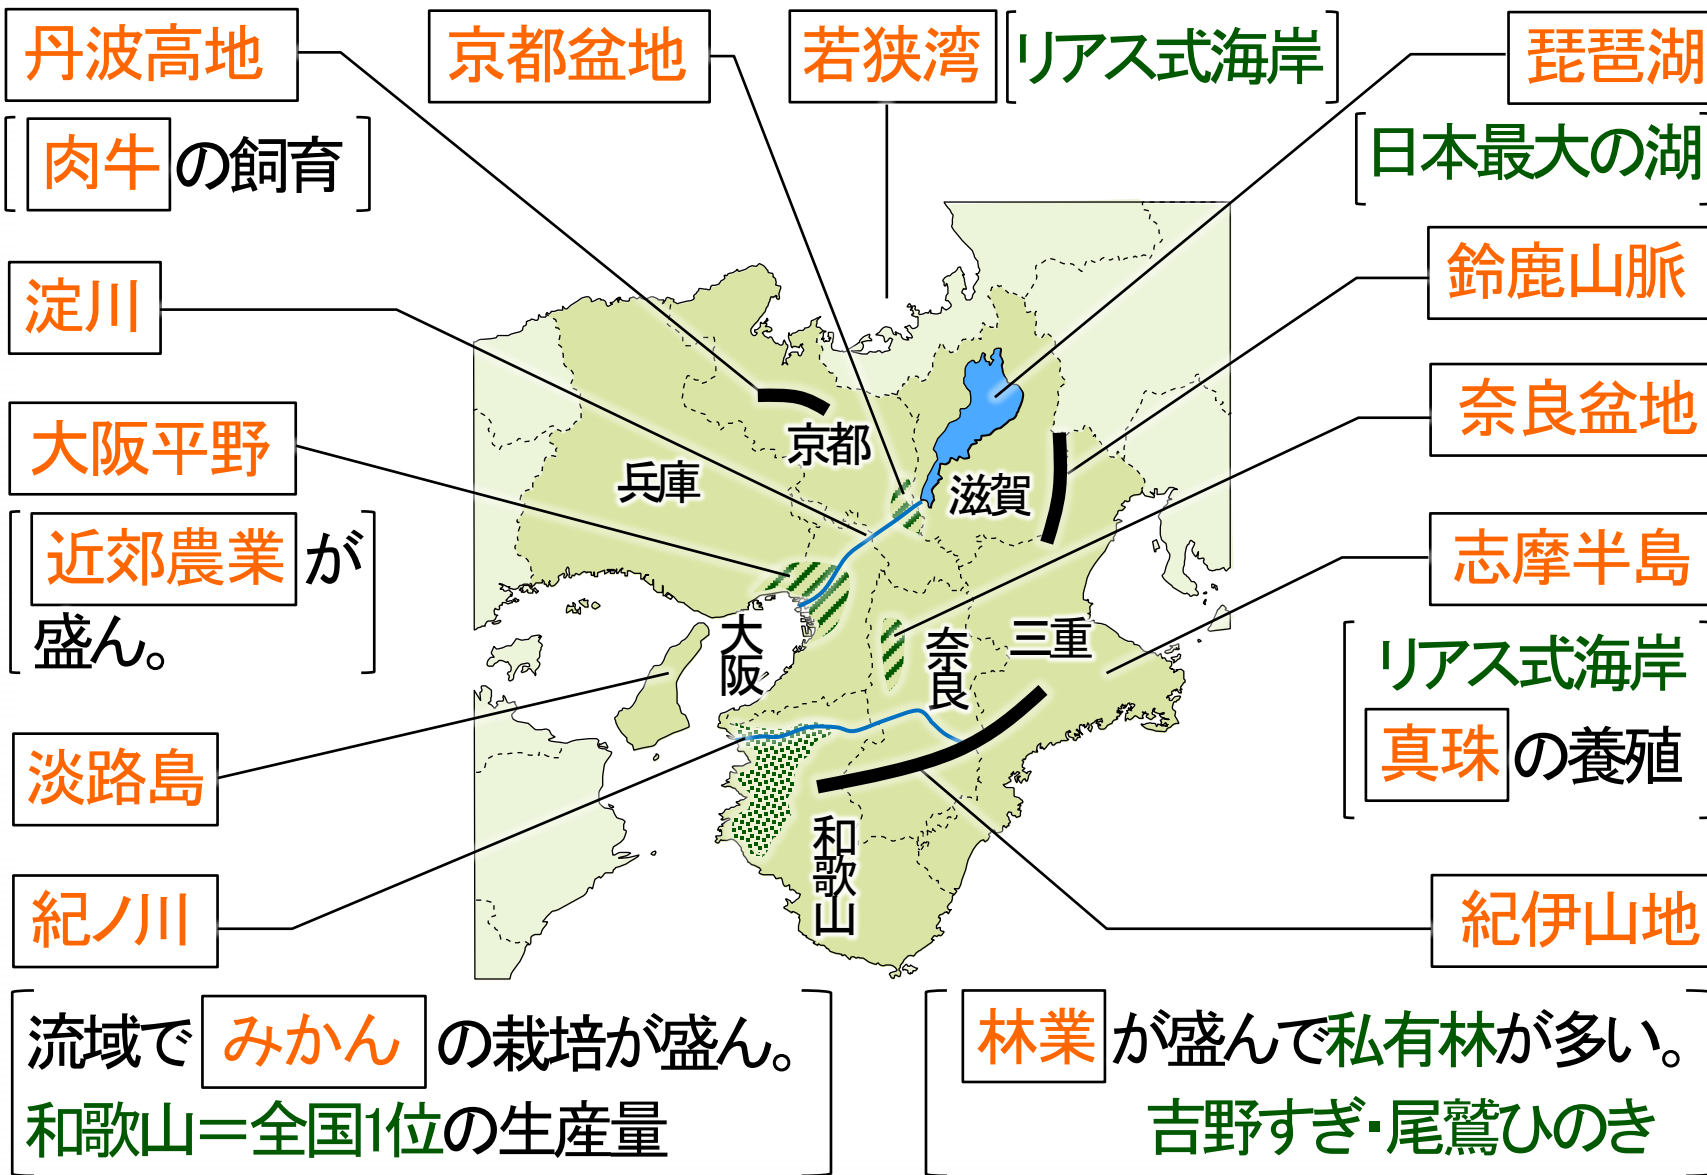 丹波高地
京都盆地
若狭湾 [リアス式海岸]
琵琶湖
[肉牛の飼育]
[日本最大の湖]
淀川
鈴鹿山脈
大阪平野
奈良盆地
[近郊農業が
盛ん。]
志摩半島
[リアス式海岸
真珠の養殖]
淡路島
紀ノ川
紀伊山地
京都
兵庫
滋賀
大阪
奈良
三重
和歌山
[流域でみかんの栽培が盛ん。
和歌山=全国1位の生産量]
[林業が盛んで私有林が多い。
吉野すぎ・尾鷲ひのき]